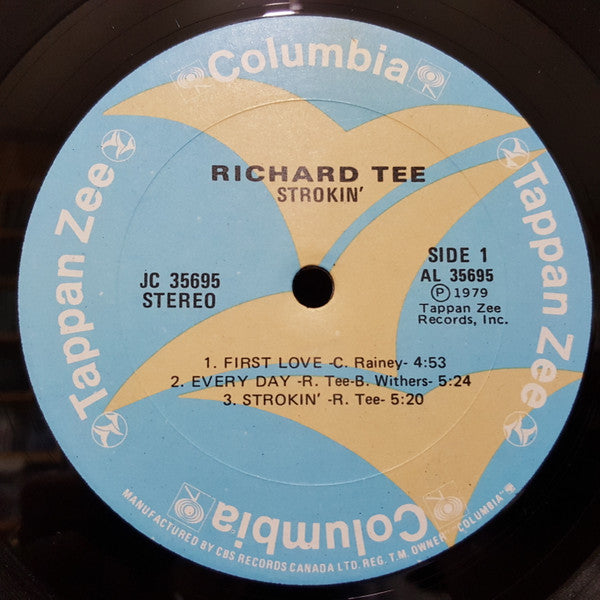 Columbia
Tappan Zee
Tappan Zee
RICHARD TEE
STROKIN'
JC 35695
STEREO
SIDE 1
AL 35695
Ⓟ 1979
Tappan Zee
Records, Inc.
1. FIRST LOVE -C. Rainey- 4:53
2. EVERY DAY -R. Tee-B. Withers- 5:24
3. STROKIN' -R. Tee- 5:20
Columbia
MANUFACTURED BY CBS RECORDS CANADA LTD. REG. T.M. OWNER "COLUMBIA"